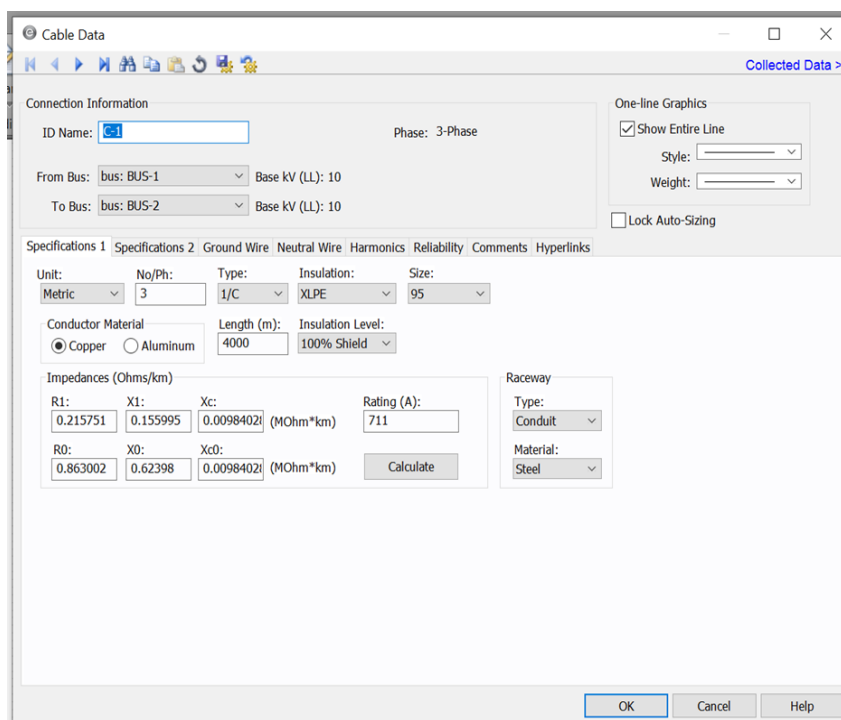 Cable Data
Collected Data >
Connection Information
ID Name: C-1
Phase: 3-Phase
From Bus: bus: BUS-1 Base kV (LL): 10
To Bus: bus: BUS-2 Base kV (LL): 10
One-line Graphics
Show Entire Line
Style:
Weight:
Lock Auto-Sizing
Specifications 1 Specifications 2 Ground Wire Neutral Wire Harmonics Reliability Comments Hyperlinks
Unit: No/Ph: Type: Insulation: Size:
Metric 3 1/C XLPE 95
Conductor Material Length (m): Insulation Level:
Copper Aluminum 4000 100% Shield
Impedances (Ohms/km)
R1: X1: Xc: Rating (A):
0.215751 0.155995 0.0098402 (MOhm*km) 711
R0: X0: Xc0:
0.863002 0.62398 0.0098402 (MOhm*km) Calculate
Raceway
Type:
Conduit
Material:
Steel
OK Cancel Help